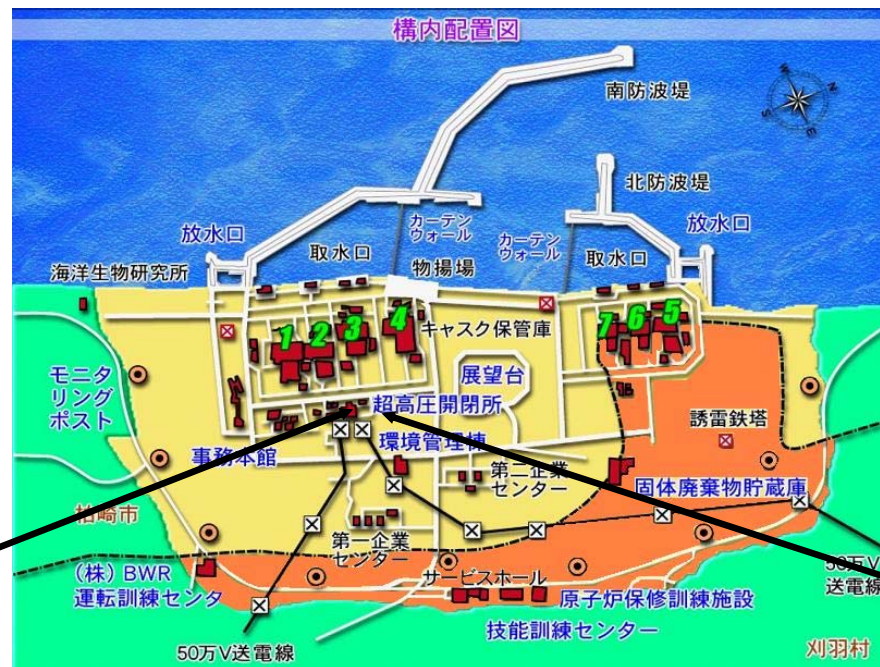 構内配置図
N
W
S
E
南防波堤
北防波堤
放水口
カーテン
ウォール
カーテン
ウォール
放水口
取水口
物揚場
取水口
海洋生物研究所
1
2
3
4
キャスク保管庫
7
6
5
モニタ
リング
ポスト
展望台
超高圧開閉所
誘雷鉄塔
事務本館
環境管理棟
第二企業
センター
固体廃棄物貯蔵庫
柏崎市
第一企業
センター
(株)BWR
運転訓練センタ
サービスホール
原子炉保修訓練施設
50万V
送電線
技能訓練センター
50万V送電線
刈羽村